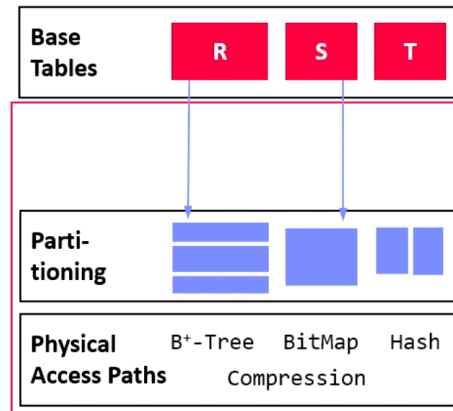 Base
Tables
R S T
Parti-
tioning
Physical
Access Paths
B⁺-Tree BitMap Hash
Compression